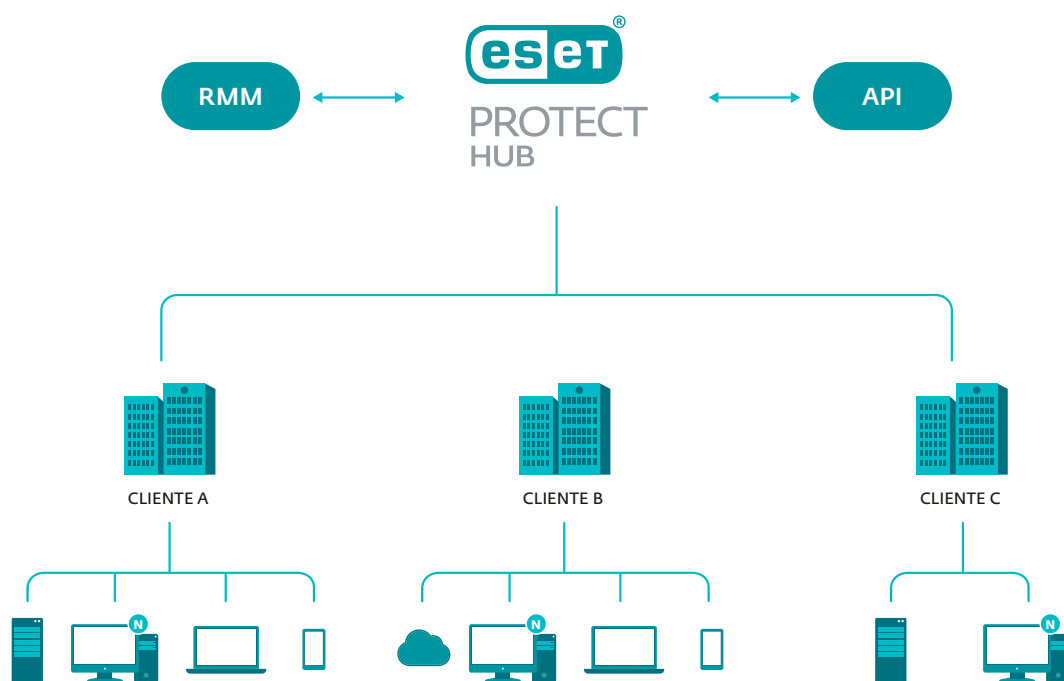 eset®
RMM
API
PROTECT
HUB
CLIENTE A
CLIENTE B
CLIENTE C
N
N
N